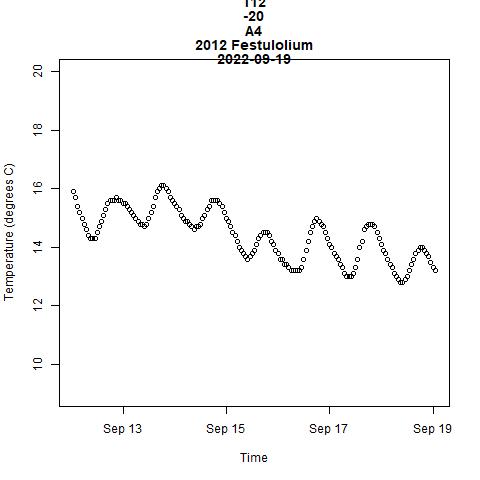 T12
-20
A4
2012 Festulolium
2022-09-19
20
18
16
14
12
10
Temperature (degrees C)
Sep 13
Sep 15
Sep 17
Sep 19
Time